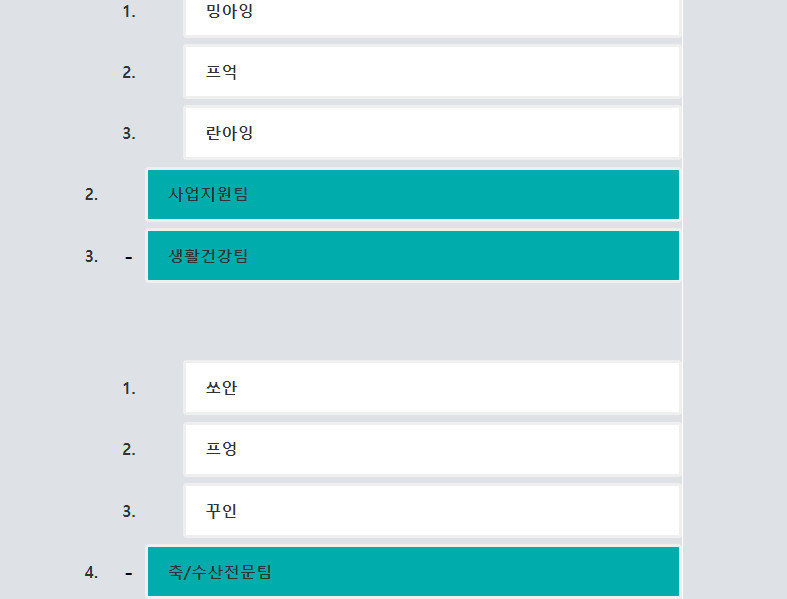 1. 밍아잉
2. 프억
3. 란아잉
2. 사업지원팀
3. - 생활건강팀
1. 쏘안
2. 프엉
3. 꾸인
4. - 축/수산전문팀